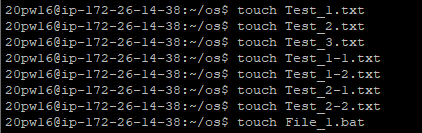 20pw16@ip-172-26-14-38:~/os$ touch Test_1.txt
20pw16@ip-172-26-14-38:~/os$ touch Test_2.txt
20pw16@ip-172-26-14-38:~/os$ touch Test_3.txt
20pw16@ip-172-26-14-38:~/os$ touch Test_1-1.txt
20pw16@ip-172-26-14-38:~/os$ touch Test_1-2.txt
20pw16@ip-172-26-14-38:~/os$ touch Test_2-1.txt
20pw16@ip-172-26-14-38:~/os$ touch Test_2-2.txt
20pw16@ip-172-26-14-38:~/os$ touch File_1.bat